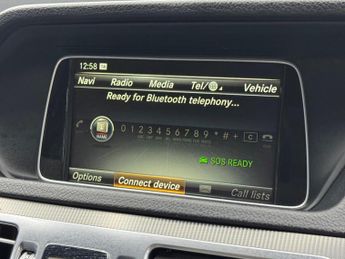 12:58
Navi Radio Media Tel/ Vehicle
Ready for Bluetooth telephony...
0 1 2 3 4 5 6 7 8 9 * # + C
SOS READY
Options Connect device Call lists